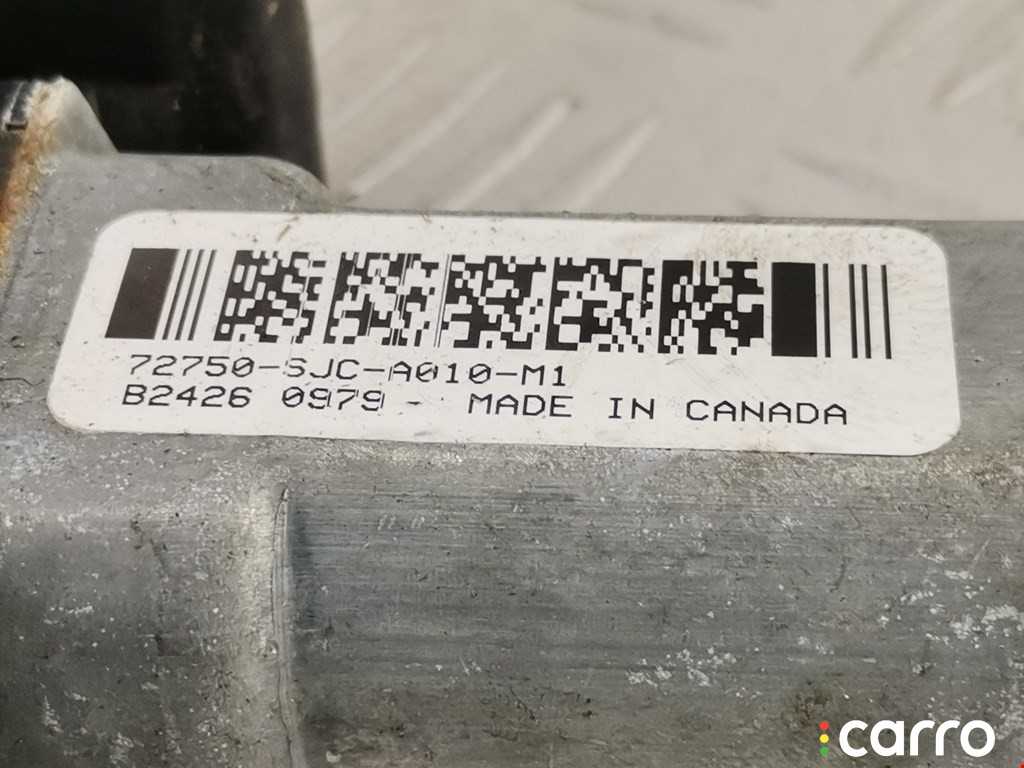 72750-SJC-A010-M1
B2426 0979 - MADE IN CANADA
carro